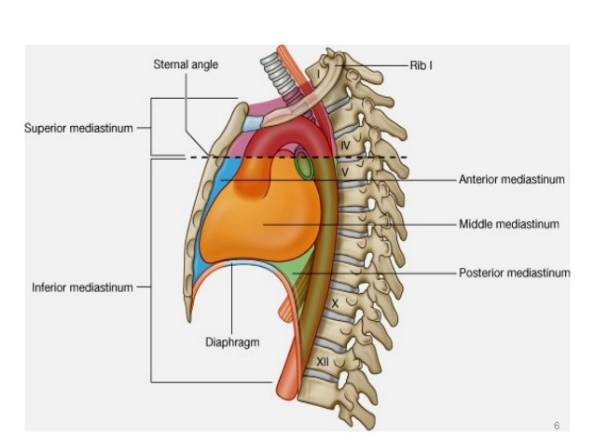 Sternal angle
Rib I
I
Superior mediastinum
IV
V
Anterior mediastinum
Middle mediastinum
Posterior mediastinum
Inferior mediastinum
X
Diaphragm
XII
6